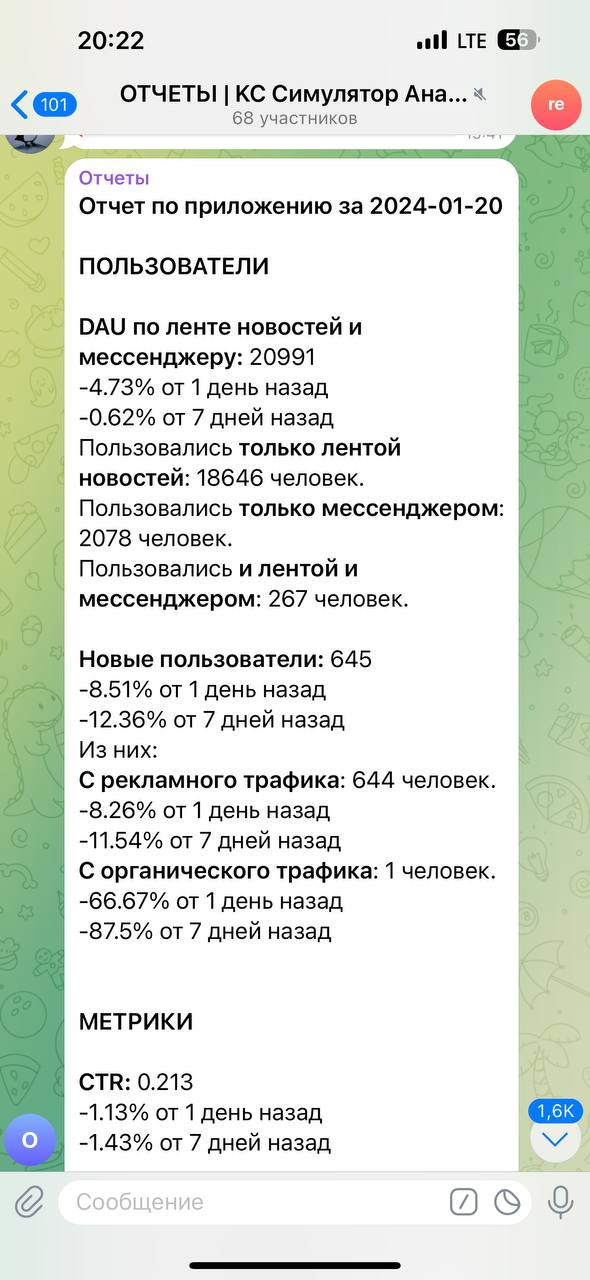 20:22
LTE
56
101
ОТЧЕТЫ | КС Симулятор Ана...
68 участников
re
Отчеты
Отчет по приложению за 2024-01-20
ПОЛЬЗОВАТЕЛИ
DAU по ленте новостей и
мессенджеру: 20991
-4.73% от 1 день назад
-0.62% от 7 дней назад
Пользовались только лентой
новостей: 18646 человек.
Пользовались только мессенджером:
2078 человек.
Пользовались и лентой и
мессенджером: 267 человек.
Новые пользователи: 645
-8.51% от 1 день назад
-12.36% от 7 дней назад
Из них:
С рекламного трафика: 644 человек.
-8.26% от 1 день назад
-11.54% от 7 дней назад
С органического трафика: 1 человек.
-66.67% от 1 день назад
-87.5% от 7 дней назад
МЕТРИКИ
CTR: 0.213
-1.13% от 1 день назад
-1.43% от 7 дней назад
О
1,6K
Сообщение